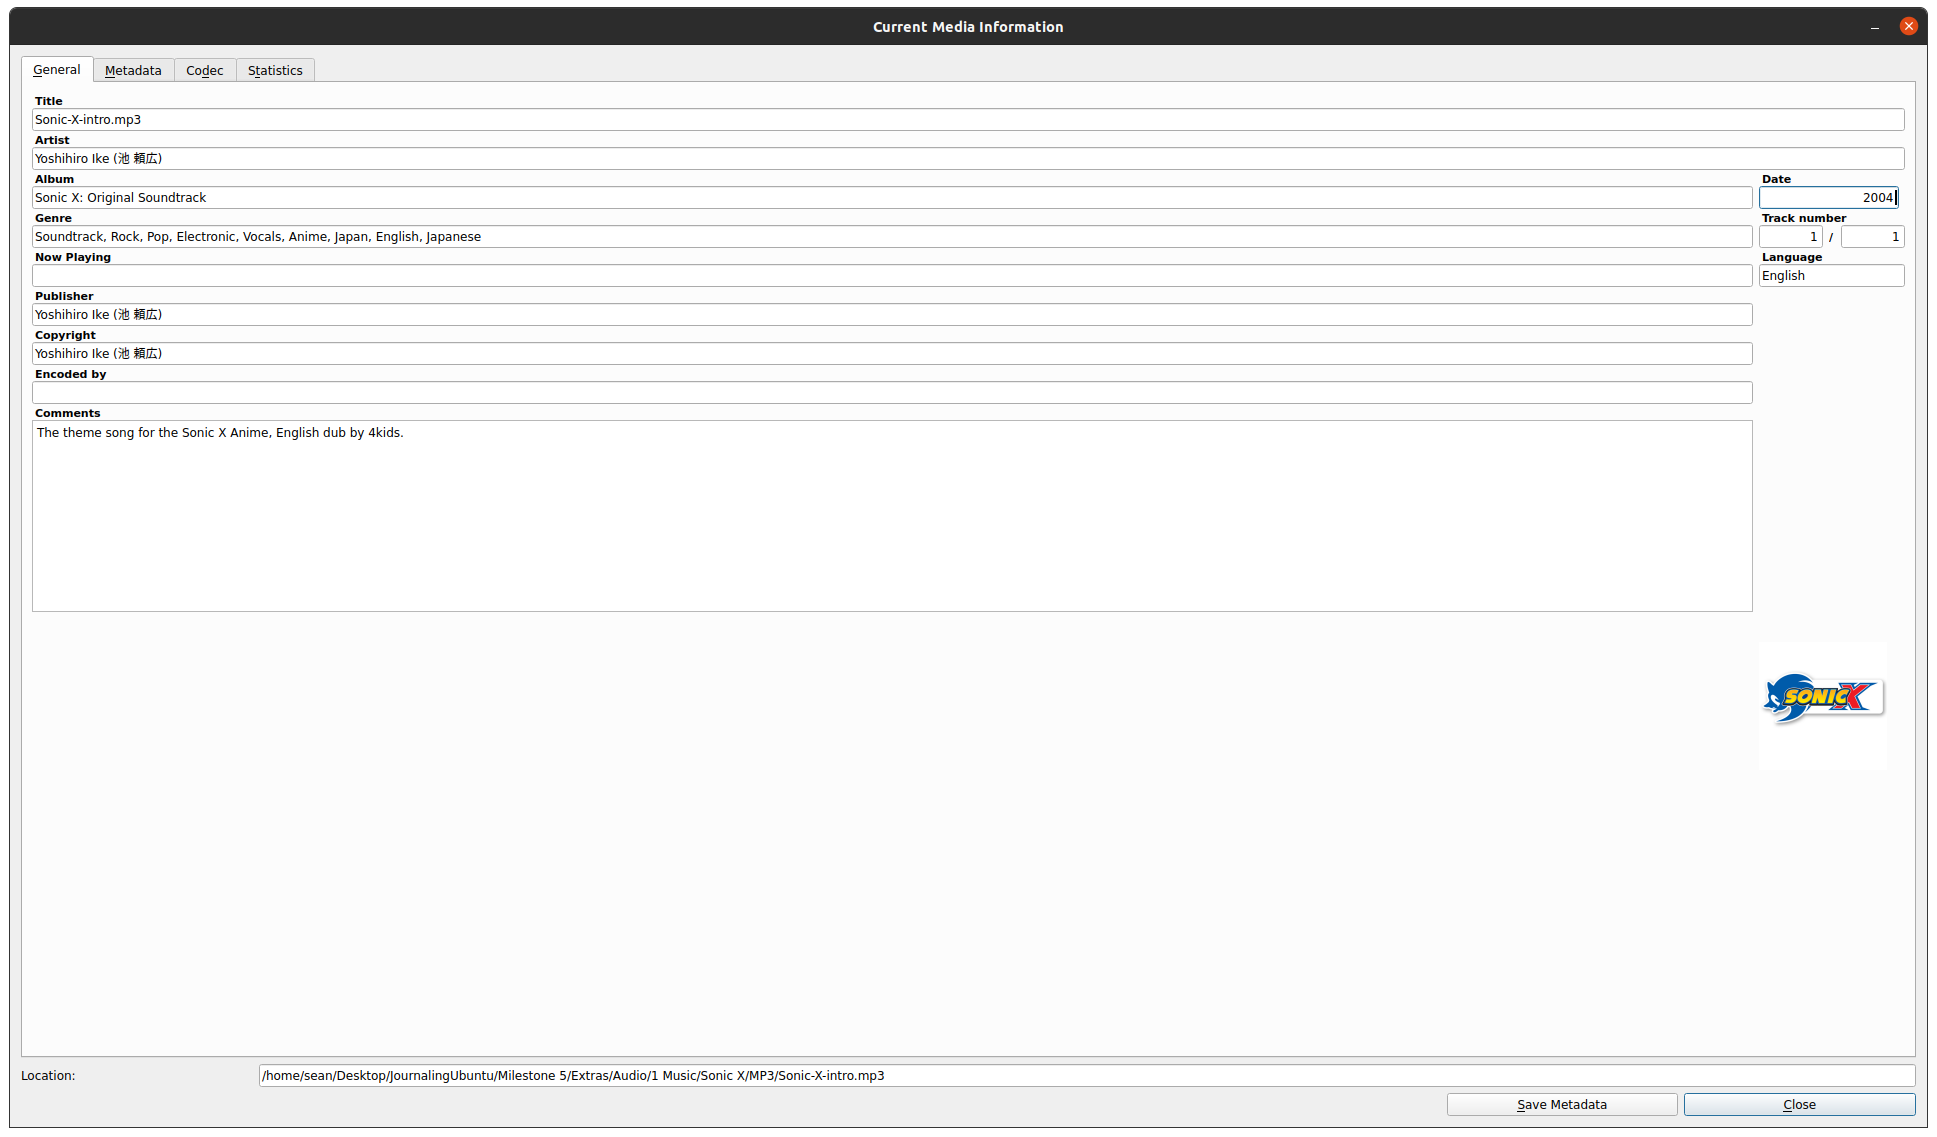 Current Media Information
General Metadata Codec Statistics
Title
Sonic-X-intro.mp3
Artist
Yoshihiro Ike (池 頼広)
Album Date
Sonic X: Original Soundtrack 2004
Genre Track number
Soundtrack, Rock, Pop, Electronic, Vocals, Anime, Japan, English, Japanese 1 / 1
Now Playing Language
English
Publisher
Yoshihiro Ike (池 頼広)
Copyright
Yoshihiro Ike (池 頼広)
Encoded by
Comments
The theme song for the Sonic X Anime, English dub by 4kids.
SONIC X
Location: /home/sean/Desktop/JournalingUbuntu/Milestone 5/Extras/Audio/1 Music/Sonic X/MP3/Sonic-X-intro.mp3
Save Metadata Close